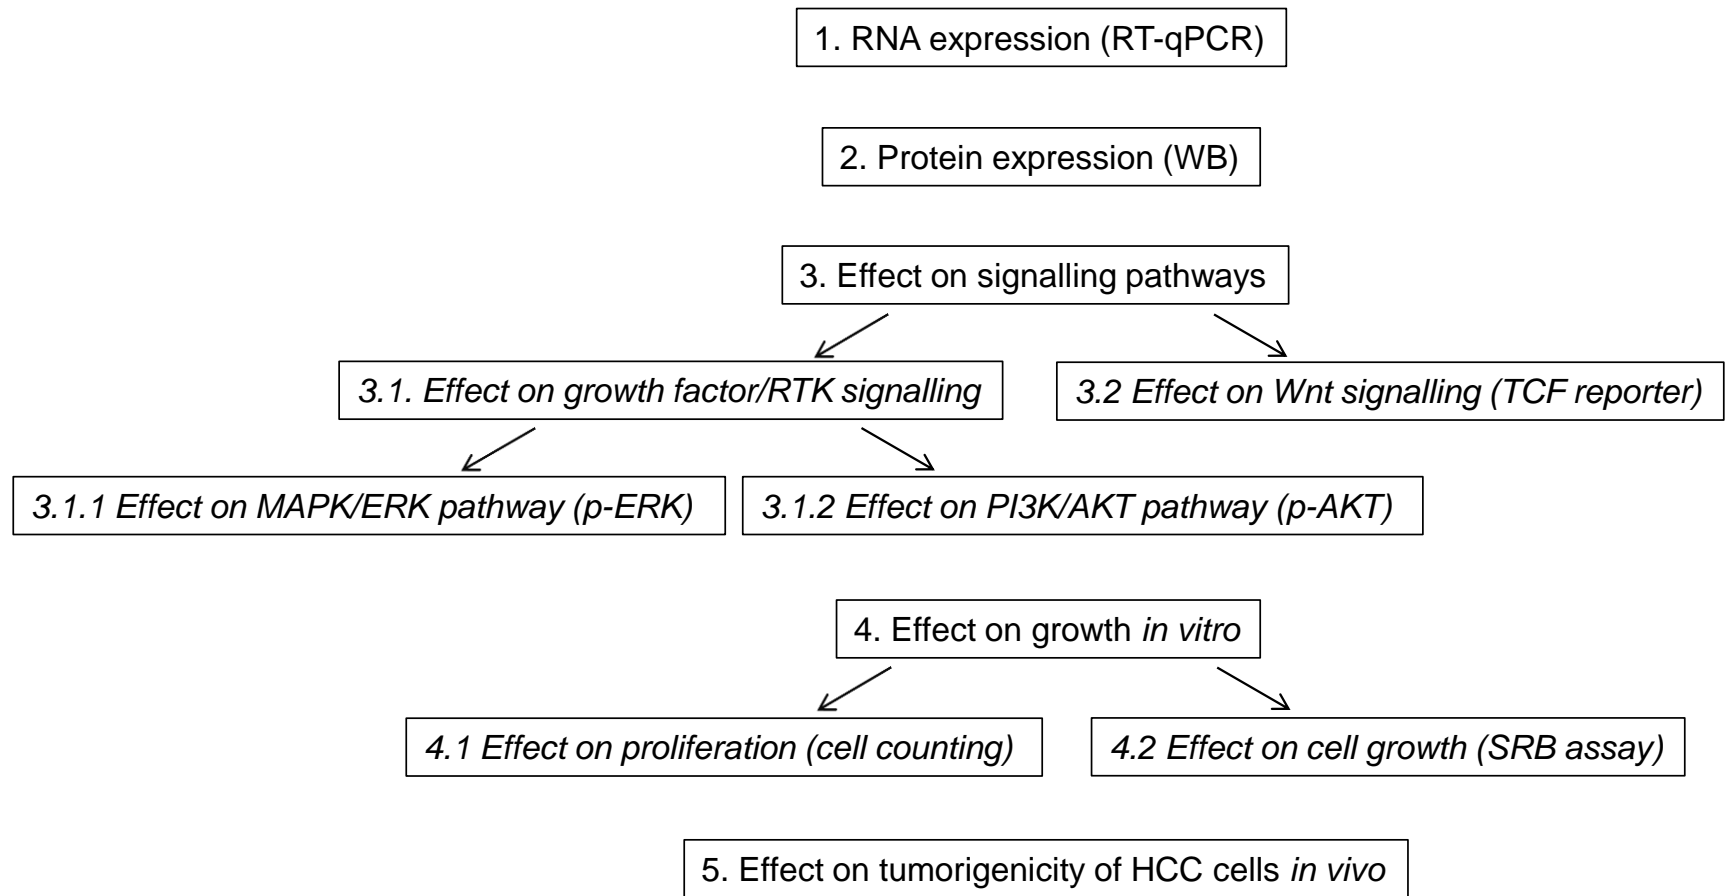 1. RNA expression (RT-qPCR)
2. Protein expression (WB)
3. Effect on signalling pathways
3.1. Effect on growth factor/RTK signalling
3.2 Effect on Wnt signalling (TCF reporter)
3.1.1 Effect on MAPK/ERK pathway (p-ERK)
3.1.2 Effect on PI3K/AKT pathway (p-AKT)
4. Effect on growth in vitro
4.1 Effect on proliferation (cell counting)
4.2 Effect on cell growth (SRB assay)
5. Effect on tumorigenicity of HCC cells in vivo